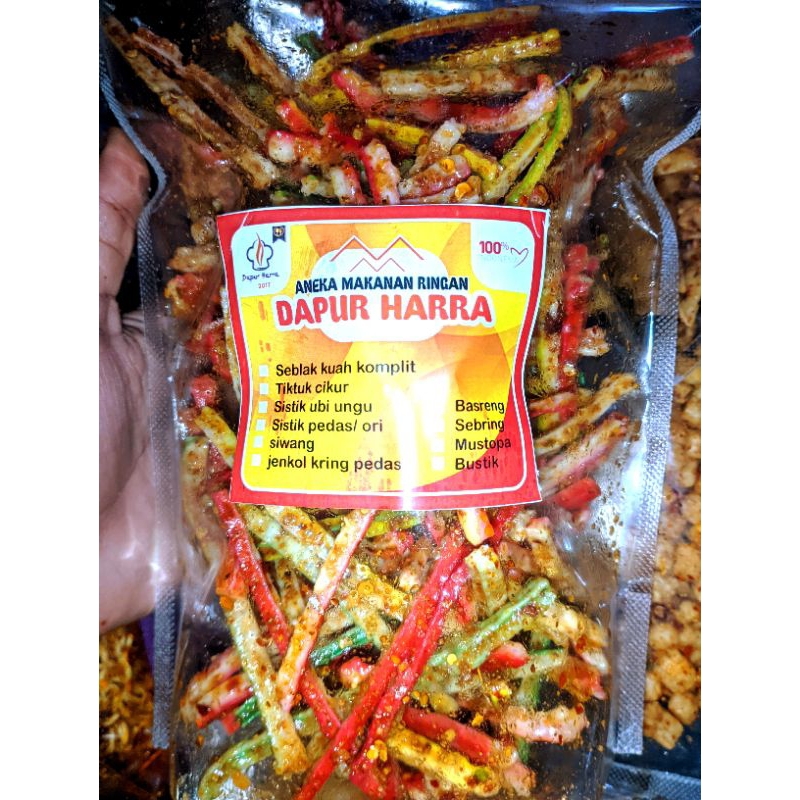 Dapur Harra
2017
100%
ANEKA MAKANAN RINGAN
DAPUR HARRA
Seblak kuah komplit
Tiktuk cikur
Sistik ubi ungu
Sistik pedas/ ori
siwang
jenkol kring pedas
Basreng
Sebring
Mustopa
Bustik